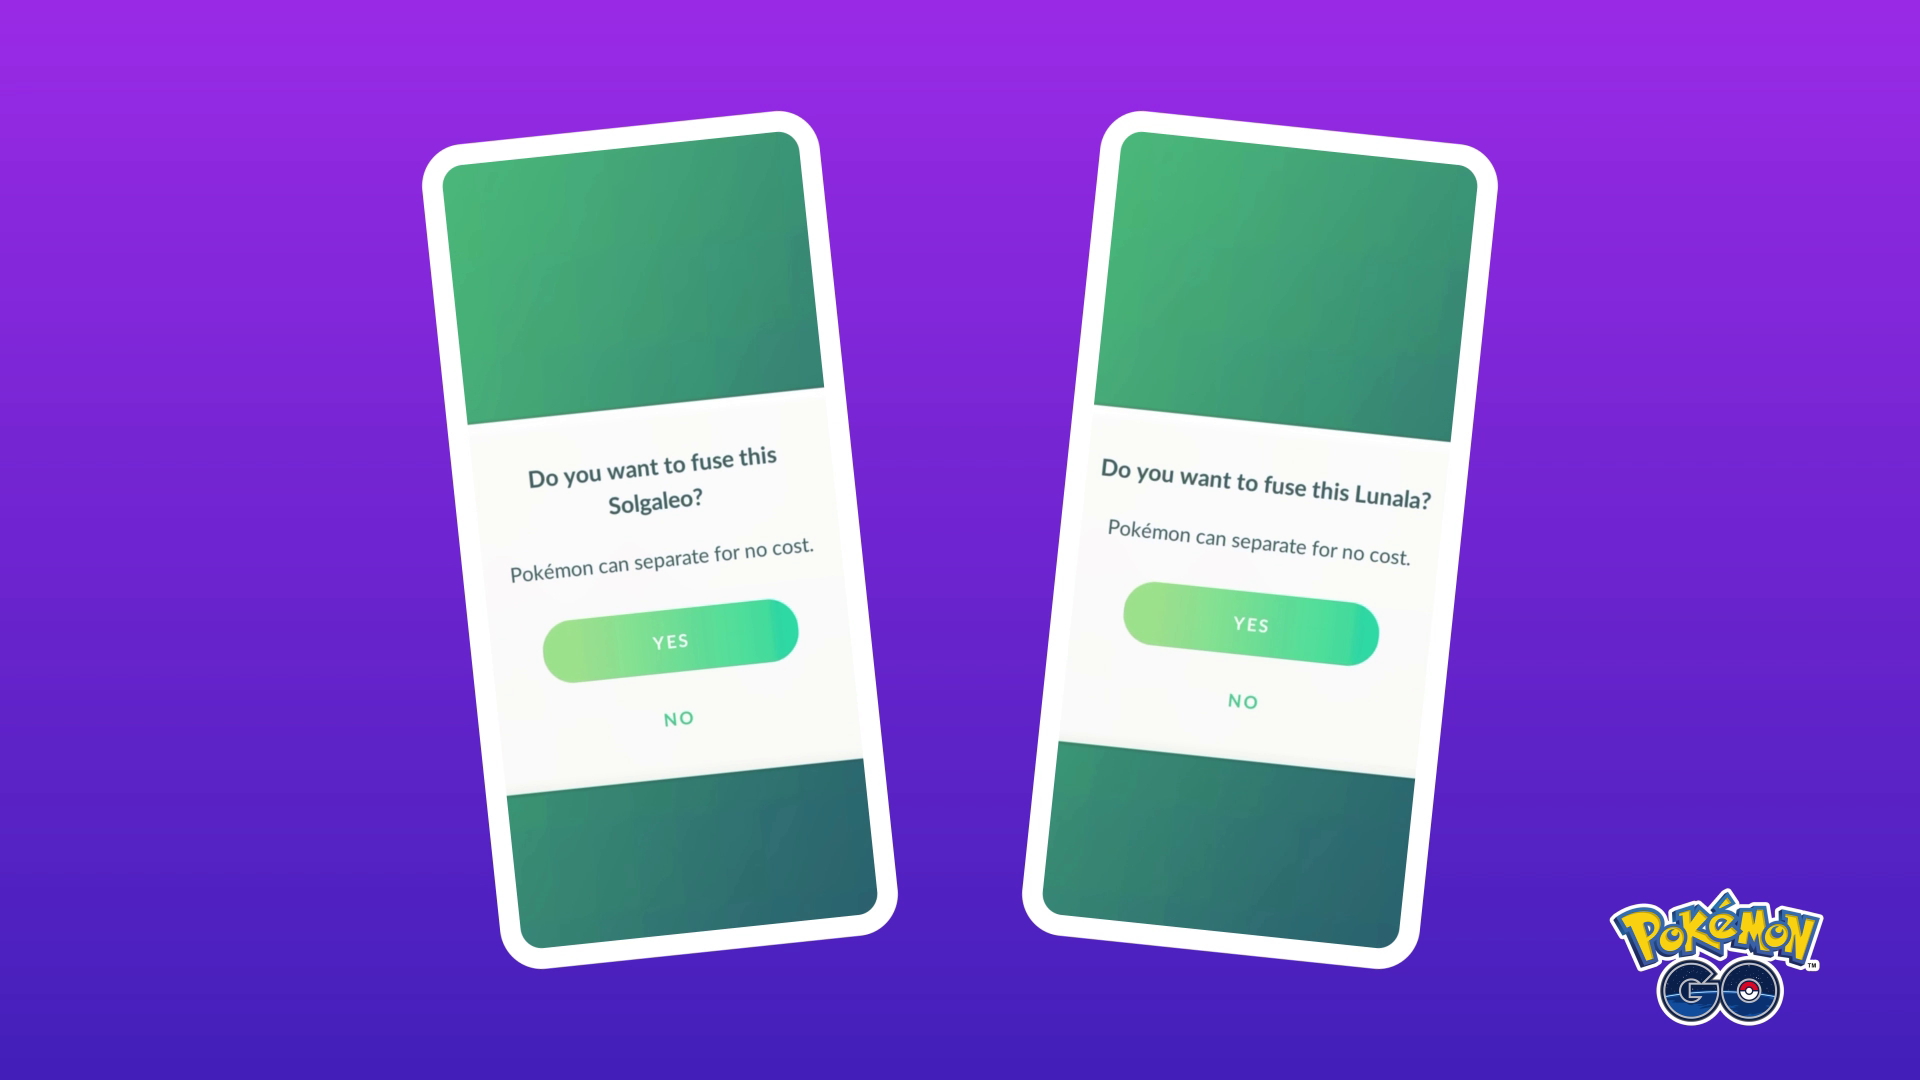 Do you want to fuse this
Solgaleo?
Pokémon can separate for no cost.
YES
NO
Do you want to fuse this Lunala?
Pokémon can separate for no cost.
YES
NO
POKéMON
TM
GO